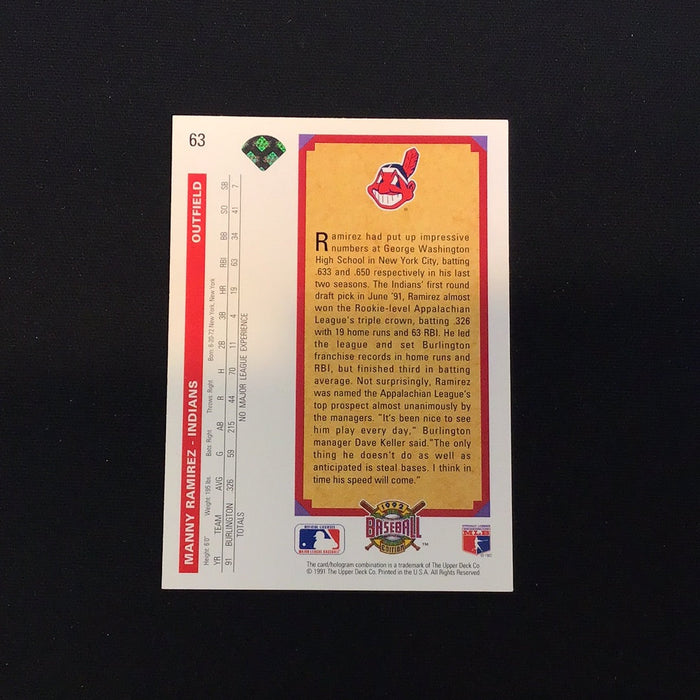 63
MANNY RAMIREZ - INDIANS OUTFIELD
Height: 6'0" Weight: 195 lbs. Bats: Right Throws: Right Born: 5-30-72 New York, New York
YR TEAM AVG G AB R H 2B 3B HR RBI BB SO SB
91 BURLINGTON .326 59 215 44 70 11 4 19 63 34 41 7
TOTALS NO MAJOR LEAGUE EXPERIENCE
Ramirez had put up impressive
numbers at George Washington
High School in New York City, batting
.633 and .650 respectively in his last
two seasons. The Indians' first round
draft pick in June '91, Ramirez almost
won the Rookie-level Appalachian
League's triple crown, batting .326
with 19 home runs and 63 RBI. He led
the league and set Burlington
franchise records in home runs and
RBI, but finished third in batting
average. Not surprisingly, Ramirez
was named the Appalachian League's
top prospect almost unanimously by
the managers. "It's been nice to see
him play every day," Burlington
manager Dave Keller said."The only
thing he doesn't do as well as
anticipated is steal bases. I think in
time his speed will come."
1992
BASEBALL
EDITION
TM
OFFICIAL LICENSEE
MAJOR LEAGUE BASEBALL
MLB
The card/hologram combination is a trademark of The Upper Deck Co.
© 1991 The Upper Deck Co. Printed in the U.S.A. All Rights Reserved.